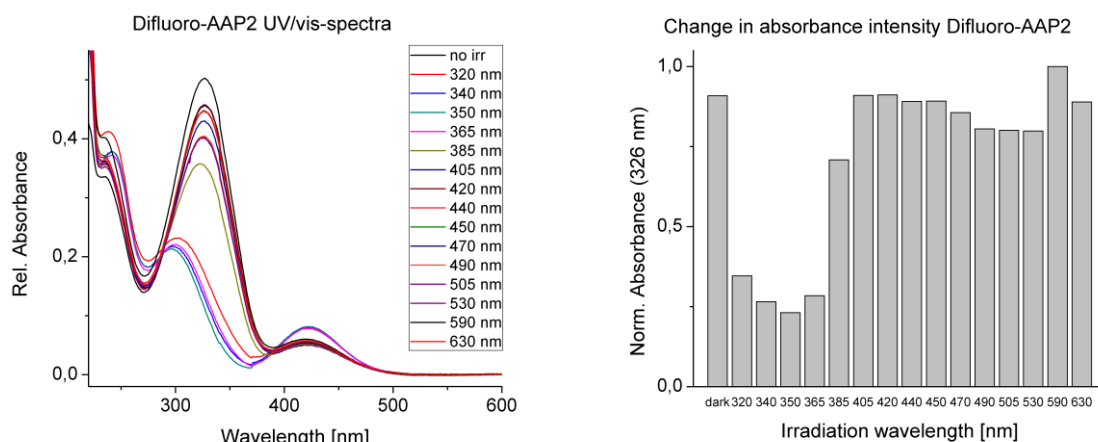 Difluoro-AAP2 UV/vis-spectra
Rel. Absorbance
0,4
0,2
0,0
300
400
500
600
Wavelength [nm]
no irr
320 nm
340 nm
350 nm
365 nm
385 nm
405 nm
420 nm
440 nm
450 nm
470 nm
490 nm
505 nm
530 nm
590 nm
630 nm
Change in absorbance intensity Difluoro-AAP2
Norm. Absorbance (326 nm)
1,0
0,5
0,0
dark 320 340 350 365 385 405 420 440 450 470 490 505 530 590 630
Irradiation wavelength [nm]